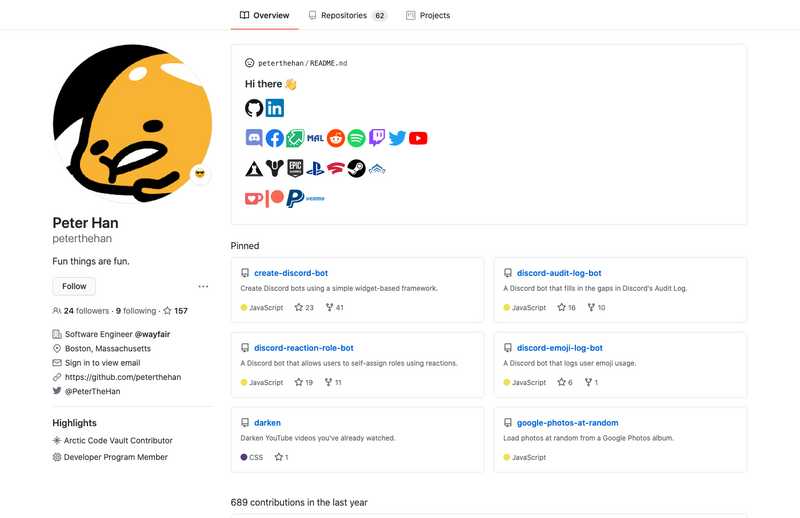 Overview
Repositories 62
Projects
Peter Han
peterthehan
Fun things are fun.
Follow
24 followers · 9 following · 157
Software Engineer @wayfair
Boston, Massachusetts
Sign in to view email
https://github.com/peterthehan
@PeterTheHan
Highlights
Arctic Code Vault Contributor
Developer Program Member
peterthehan/README.md
Hi there 👋
MAL
EPIC
GAMES
venmo
Pinned
create-discord-bot
Create Discord bots using a simple widget-based framework.
JavaScript 23 41
discord-audit-log-bot
A Discord bot that fills in the gaps in Discord's Audit Log.
JavaScript 16 10
discord-reaction-role-bot
A Discord bot that allows users to self-assign roles using reactions.
JavaScript 19 11
discord-emoji-log-bot
A Discord bot that logs user emoji usage.
JavaScript 6 1
darken
Darken YouTube videos you've already watched.
CSS 1
google-photos-at-random
Load photos at random from a Google Photos album.
JavaScript
689 contributions in the last year